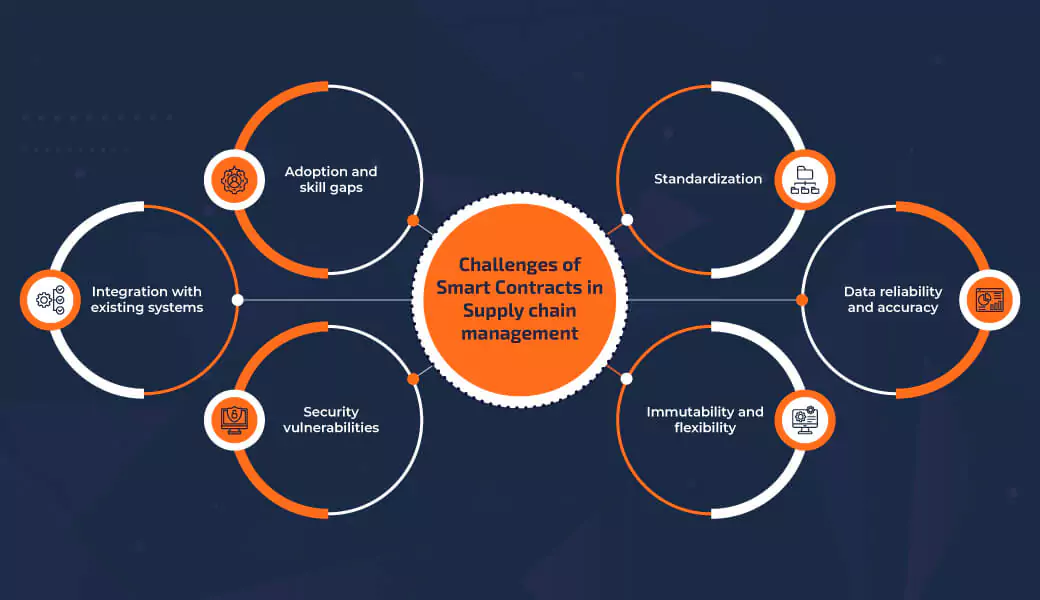 Adoption and
skill gaps
Standardization
Integration with
existing systems
Challenges of
Smart Contracts in
Supply chain
management
Data reliability
and accuracy
Security
vulnerabilities
Immutability and
flexibility